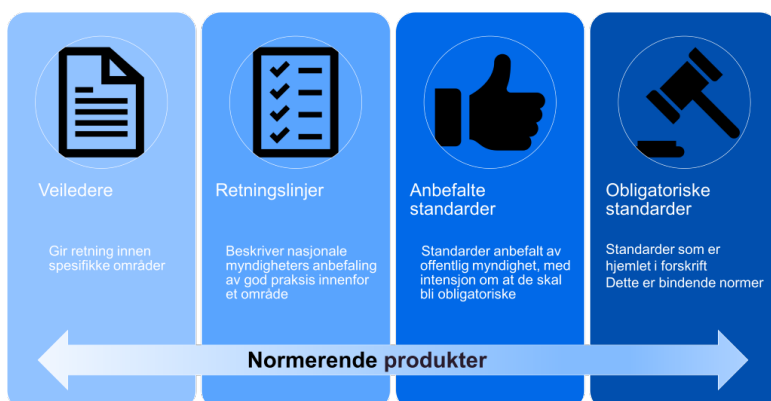 Veiledere
Gir retning innen
spesifikke områder
Retningslinjer
Beskriver nasjonale
myndigheters anbefaling
av god praksis innenfor
et område
Anbefalte
standarder
Standarder anbefalt av
offentlig myndighet, med
intensjon om at de skal
bli obligatoriske
Obligatoriske
standarder
Standarder som er
hjemlet i forskrift
Dette er bindende normer
Normerende produkter